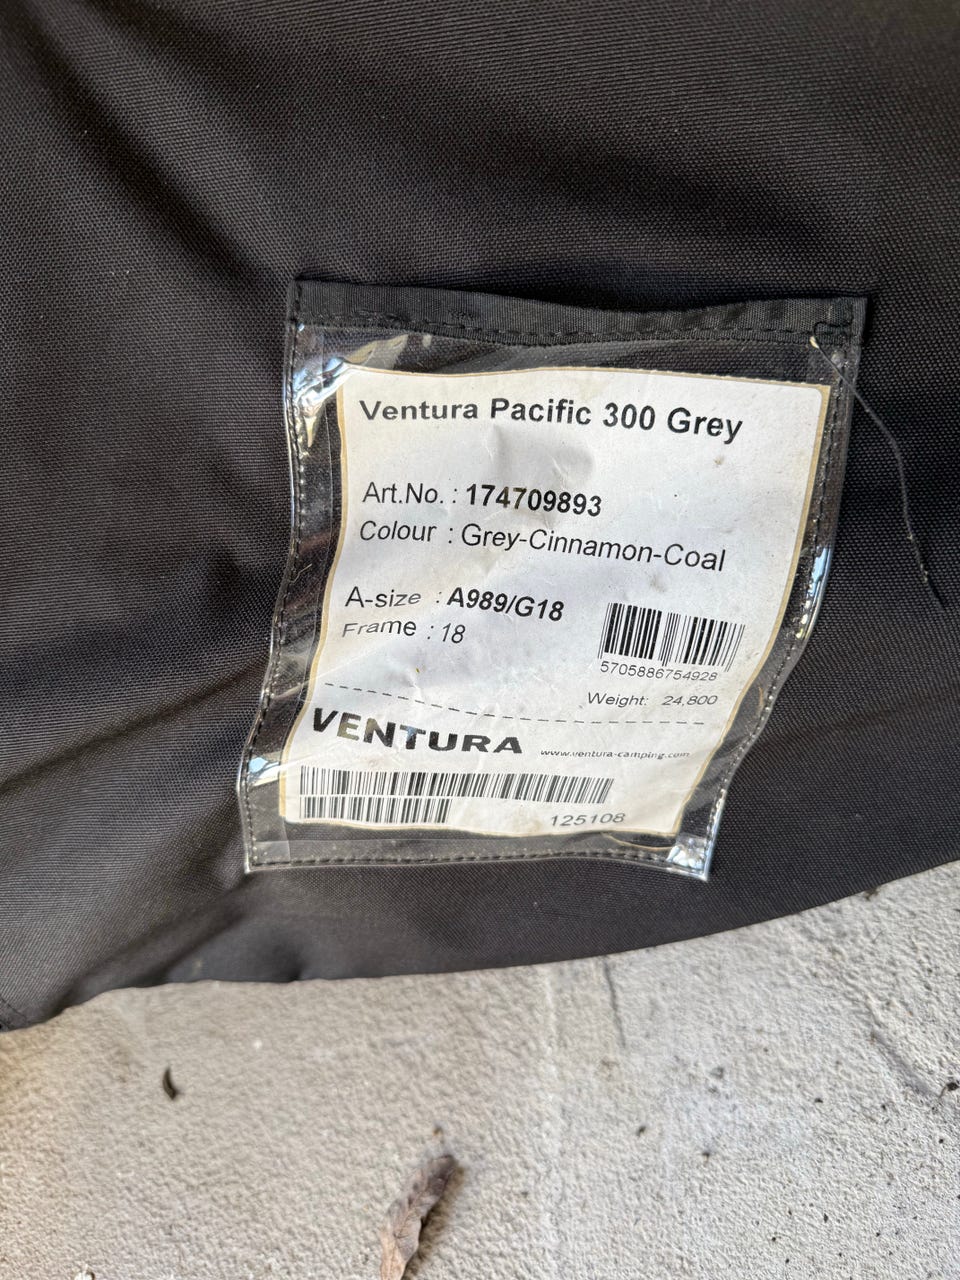 Ventura Pacific 300 Grey
Art.No. : 174709893
Colour : Grey-Cinnamon-Coal
A-size : A989/G18
Frame : 18
5705886754928
Weight: 24,800
VENTURA www.ventura-camping.com
125108